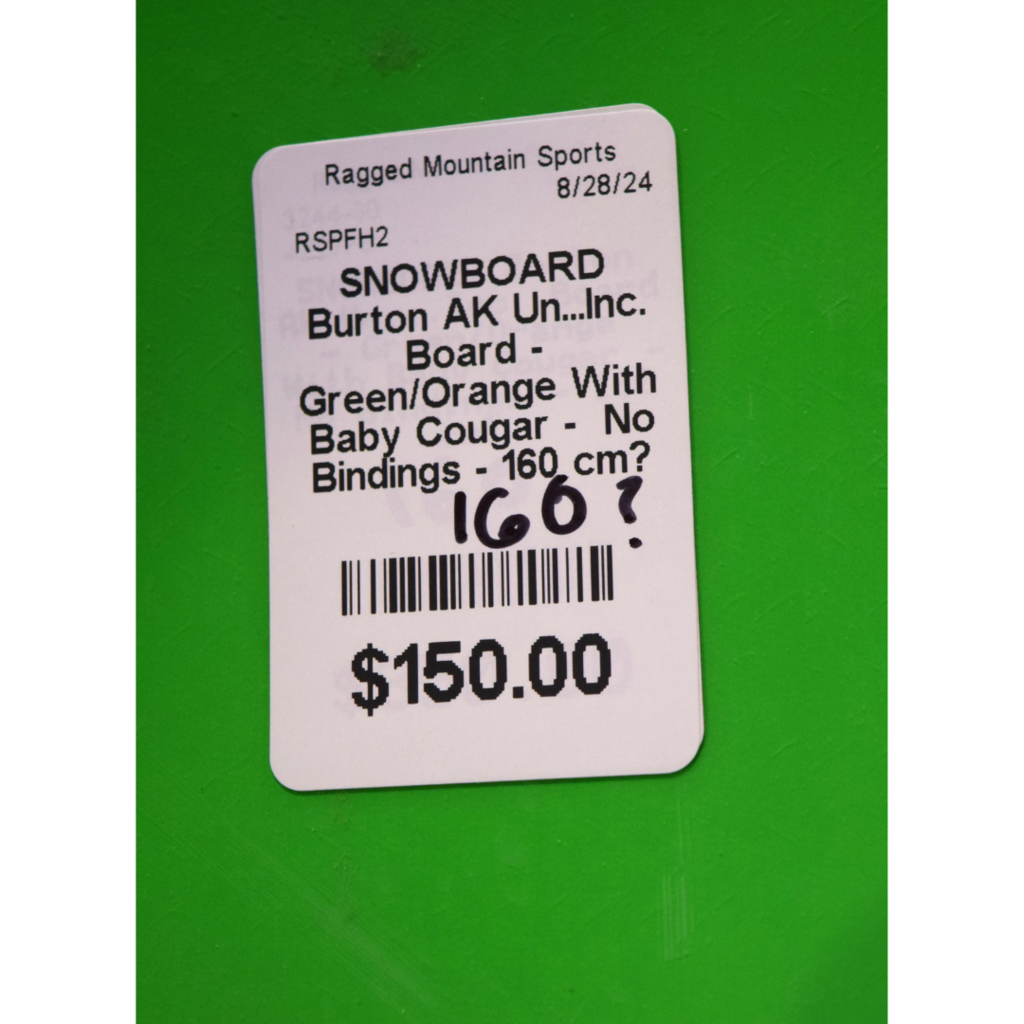 Ragged Mountain Sports
8/28/24
RSPFH2
SNOWBOARD
Burton AK Un...Inc.
Board -
Green/Orange With
Baby Cougar - No
Bindings - 160 cm?
160?
$150.00